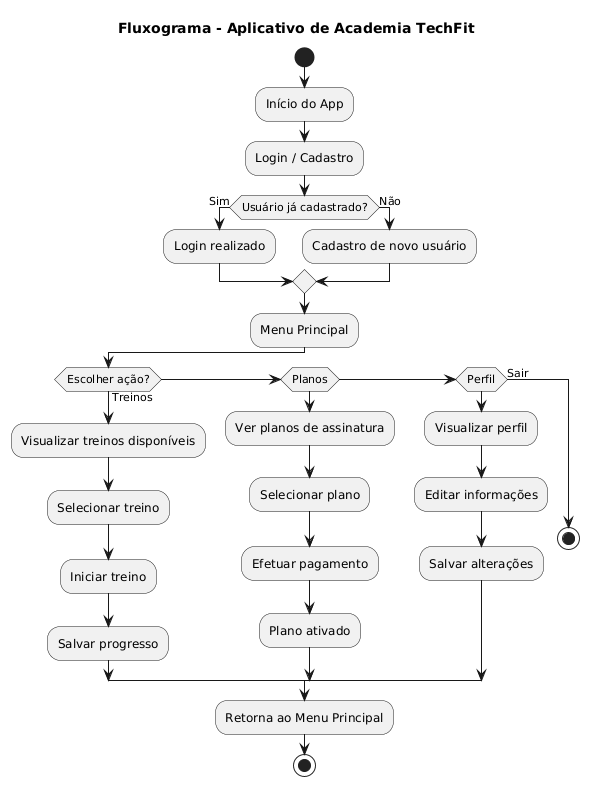 Fluxograma - Aplicativo de Academia TechFit
Início do App
Login / Cadastro
Sim
Usuário já cadastrado?
Não
Login realizado
Cadastro de novo usuário
Menu Principal
Escolher ação?
Treinos
Planos
Perfil
Sair
Visualizar treinos disponíveis
Selecionar treino
Iniciar treino
Salvar progresso
Ver planos de assinatura
Selecionar plano
Efetuar pagamento
Plano ativado
Visualizar perfil
Editar informações
Salvar alterações
Retorna ao Menu Principal